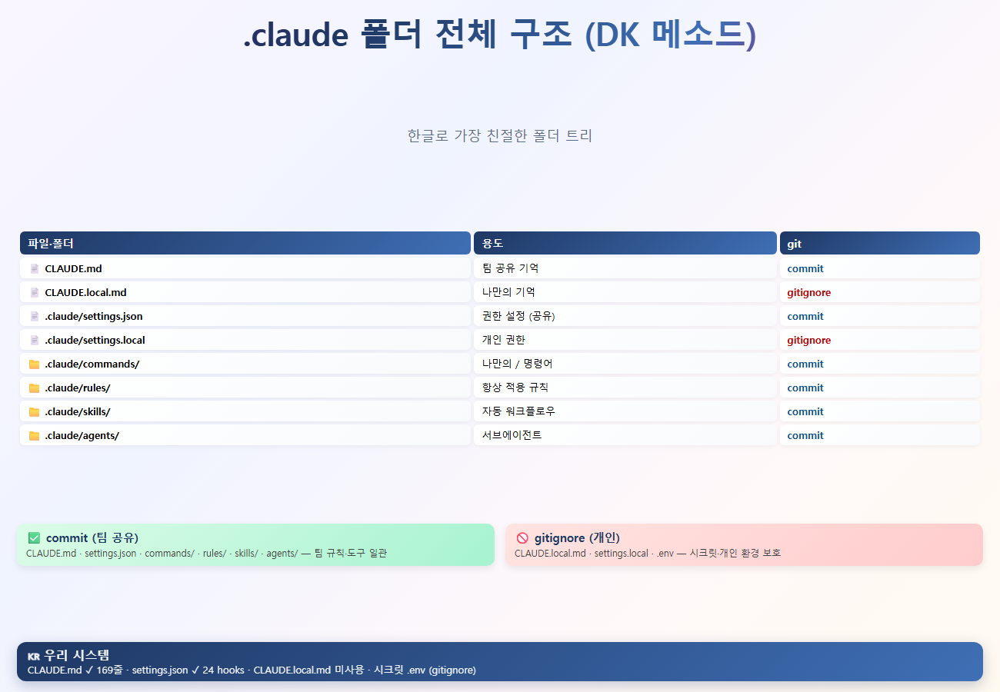 .claude 폴더 전체 구조 (DK 메소드)
한글로 가장 친절한 폴더 트리
파일·폴더 용도 git
CLAUDE.md 팀 공유 기억 commit
CLAUDE.local.md 나만의 기억 gitignore
.claude/settings.json 권한 설정 (공유) commit
.claude/settings.local 개인 권한 gitignore
.claude/commands/ 나만의 / 명령어 commit
.claude/rules/ 항상 적용 규칙 commit
.claude/skills/ 자동 워크플로우 commit
.claude/agents/ 서브에이전트 commit
✅ commit (팀 공유)
CLAUDE.md · settings.json · commands/ · rules/ · skills/ · agents/ — 팀 규칙·도구 일관
🚫 gitignore (개인)
CLAUDE.local.md · settings.local · .env — 시크릿·개인 환경 보호
KR 우리 시스템
CLAUDE.md ✓ 169줄 · settings.json ✓ 24 hooks · CLAUDE.local.md 미사용 · 시크릿 .env (gitignore)